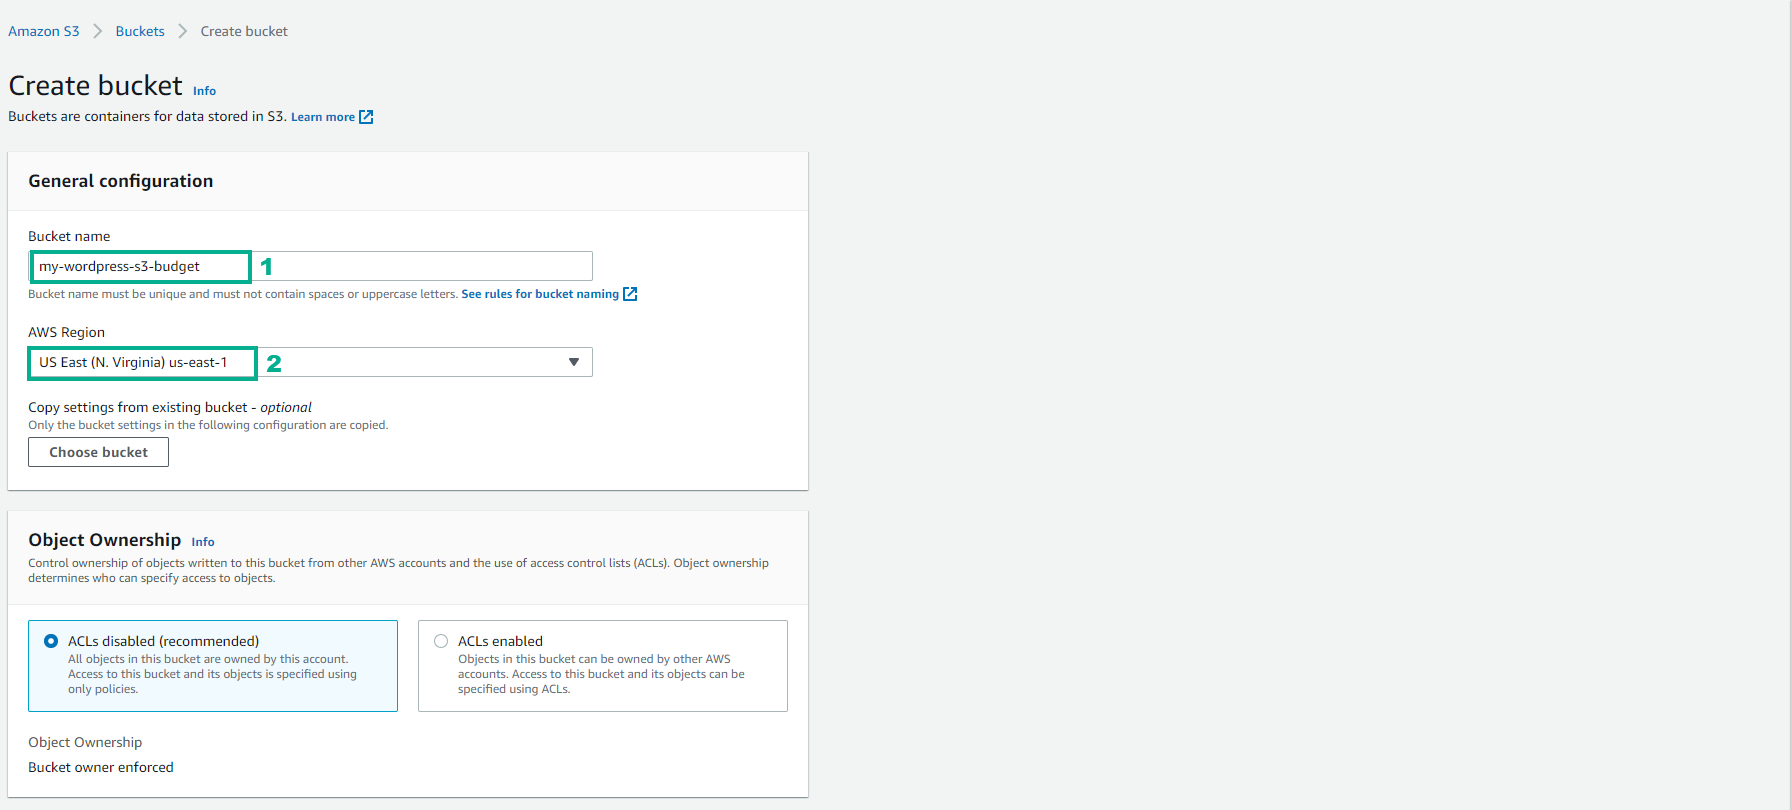 Amazon S3 > Buckets > Create bucket
Create bucket Info
Buckets are containers for data stored in S3. Learn more
General configuration
Bucket name
my-wordpress-s3-budget 1
Bucket name must be unique and must not contain spaces or uppercase letters. See rules for bucket naming
AWS Region
US East (N. Virginia) us-east-1 2
Copy settings from existing bucket - optional
Only the bucket settings in the following configuration are copied.
Choose bucket
Object Ownership Info
Control ownership of objects written to this bucket from other AWS accounts and the use of access control lists (ACLs). Object ownership
determines who can specify access to objects.
ACLs disabled (recommended)
All objects in this bucket are owned by this account.
Access to this bucket and its objects is specified using
only policies.
ACLs enabled
Objects in this bucket can be owned by other AWS
accounts. Access to this bucket and its objects can be
specified using ACLs.
Object Ownership
Bucket owner enforced